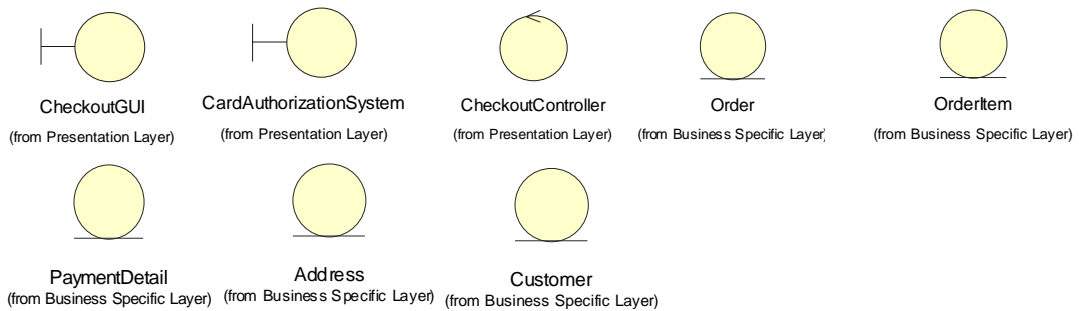 CheckoutGUI
(from Presentation Layer)
CardAuthorizationSystem
(from Presentation Layer)
CheckoutController
(from Presentation Layer)
Order
(from Business Specific Layer)
OrderItem
(from Business Specific Layer)
PaymentDetail
(from Business Specific Layer)
Address
(from Business Specific Layer)
Customer
(from Business Specific Layer)